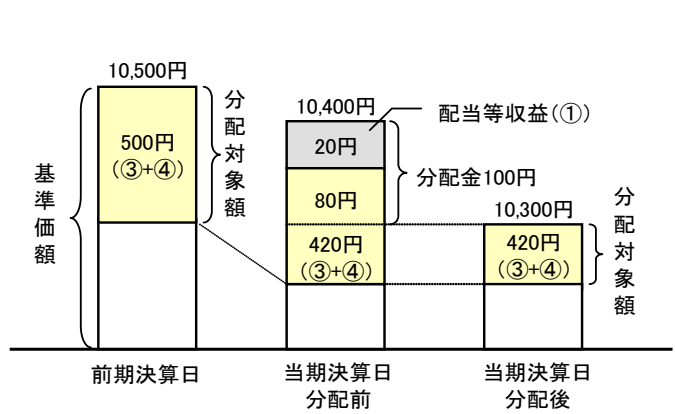 10,500円
500円
(③+④)
分配対象額
基準価額
前期決算日
10,400円
配当等収益(①)
20円
80円
分配金100円
420円
(③+④)
当期決算日
分配前
10,300円
420円
(③+④)
分配対象額
当期決算日
分配後